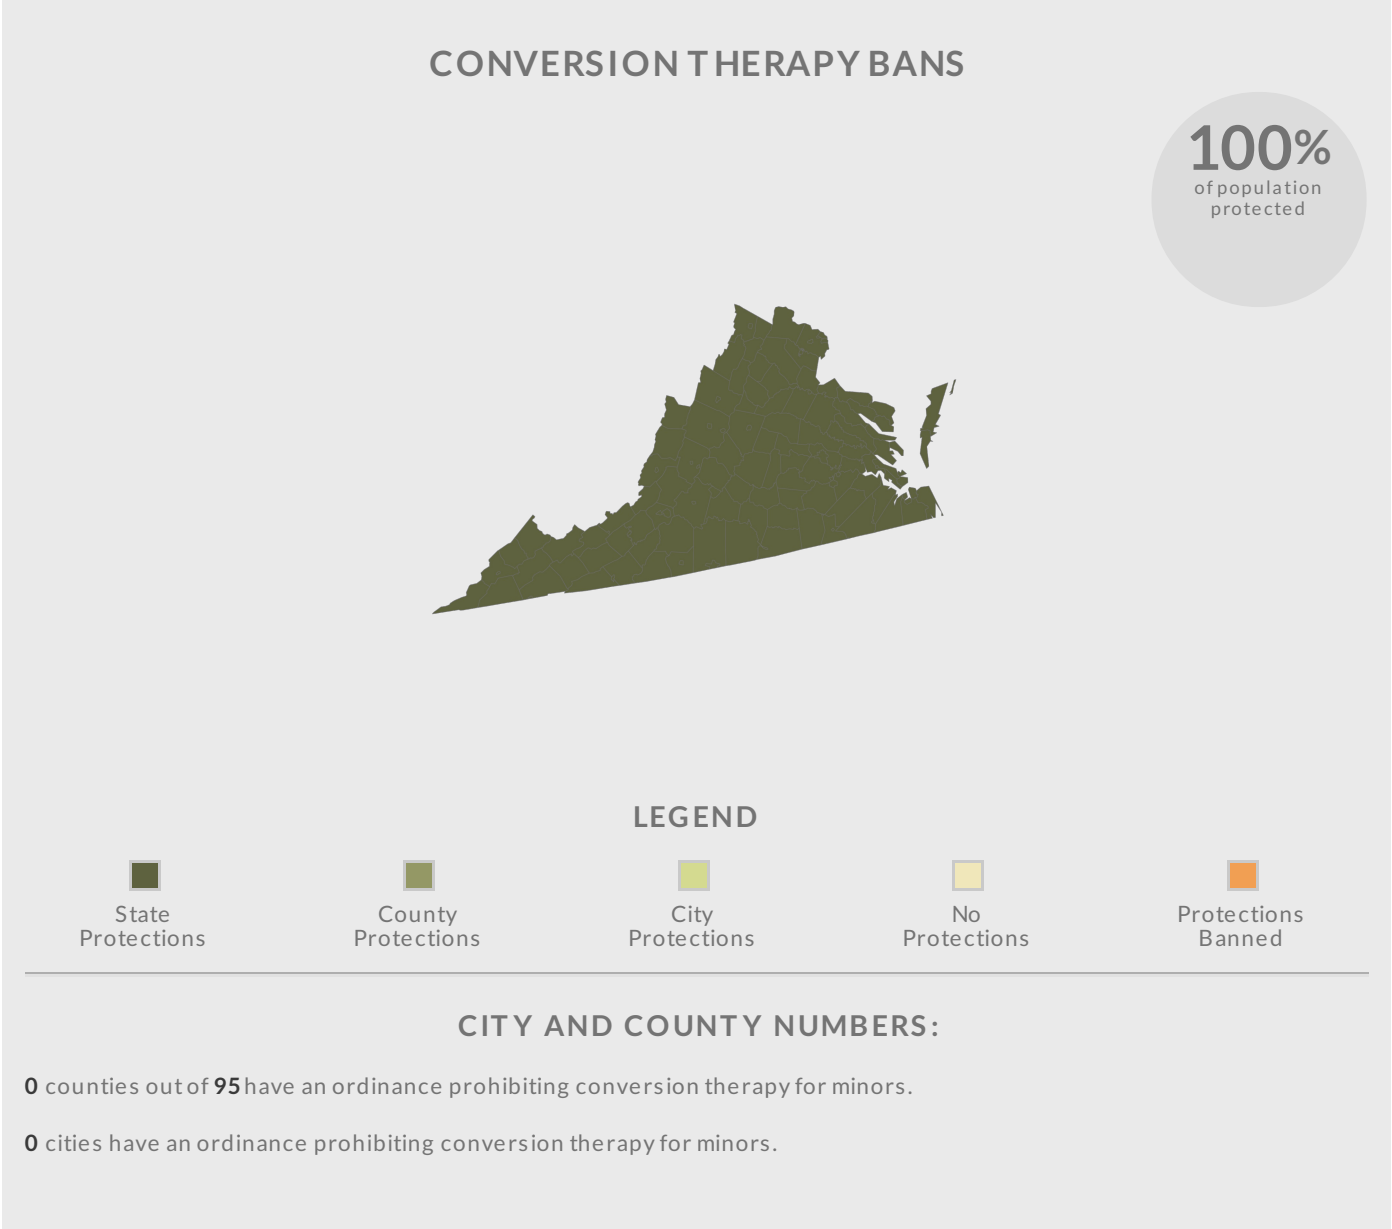 CONVERSION THERAPY BANS
100%
of population
protected
LEGEND
State
Protections
County
Protections
City
Protections
No
Protections
Protections
Banned
CITY AND COUNTY NUMBERS:
0 counties out of 95 have an ordinance prohibiting conversion therapy for minors.
0 cities have an ordinance prohibiting conversion therapy for minors.